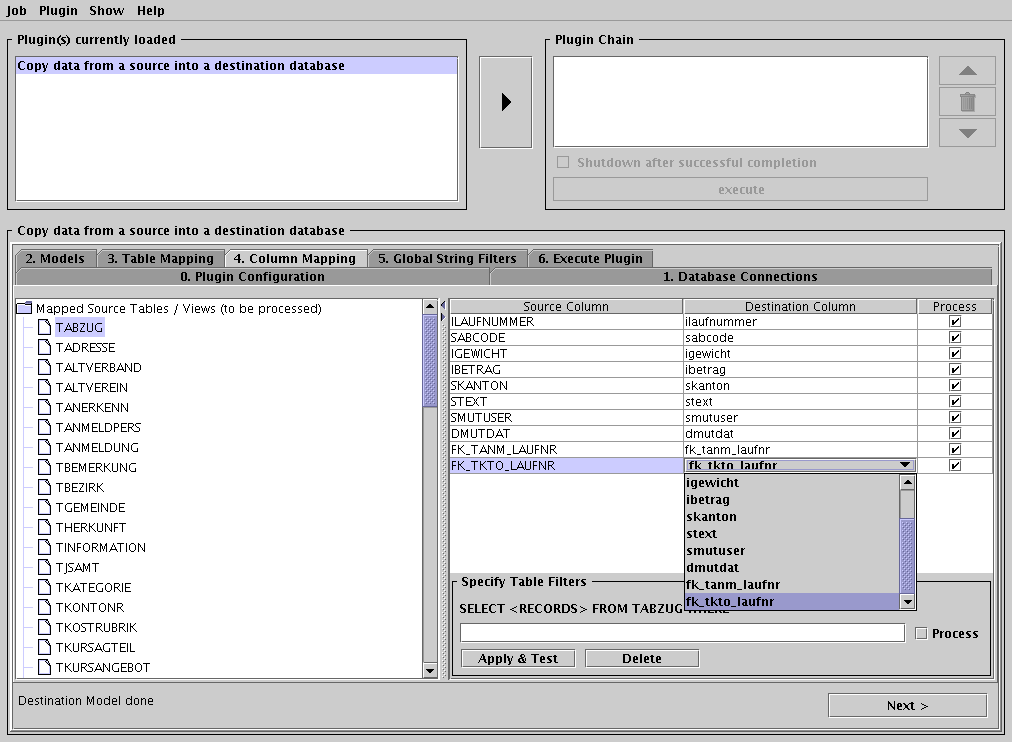 Job Plugin Show Help
Plugin(s) currently loaded
Copy data from a source into a destination database
Plugin Chain
Shutdown after successful completion
execute
Copy data from a source into a destination database
2. Models 3. Table Mapping 4. Column Mapping 5. Global String Filters 6. Execute Plugin
0. Plugin Configuration 1. Database Connections
Mapped Source Tables / Views (to be processed)
TABZUG
TADRESSE
TALTVERBAND
TALTVEREIN
TANERKENN
TANMELDPERS
TANMELDUNG
TBEMERKUNG
TBEZIRK
TGEMEINDE
THERKUNFT
TINFORMATION
TJSAMT
TKATEGORIE
TKONTONR
TKOSTRUBRIK
TKURSAGTEIL
TKURSANGEBOT
Source Column Destination Column Process
ILAUFNUMMER ilaufnummer
SABCODE sabcode
IGEWICHT igewicht
IBETRAG ibetrag
SKANTON skanton
STEXT stext
SMUTUSER smutuser
DMUTDAT dmutdat
FK_TANM_LAUFNR fk_tanm_laufnr
FK_TKTO_LAUFNR fk_tkto_laufnr
igewicht
ibetrag
skanton
stext
smutuser
dmutdat
fk_tanm_laufnr
fk_tkto_laufnr
Specify Table Filters
SELECT <RECORDS> FROM TABZUG WHERE
Process
Apply & Test Delete
Destination Model done
Next >